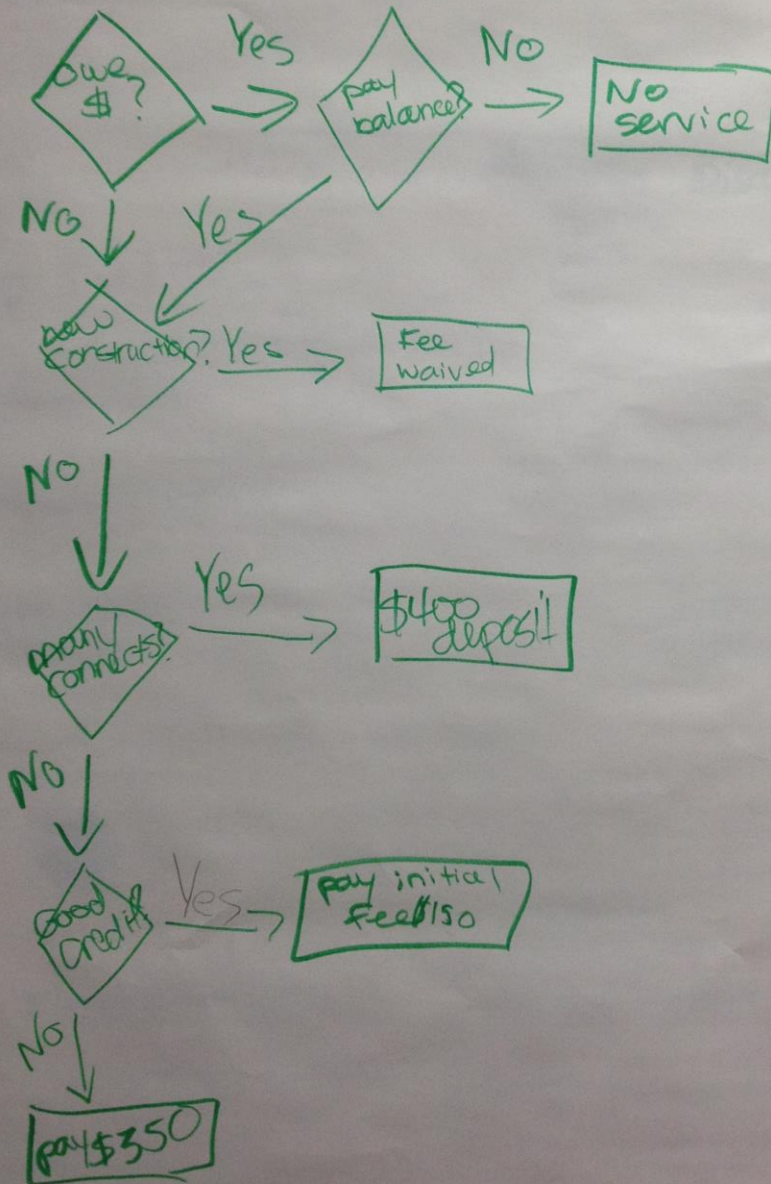 owe
$?
Yes
pay
balance?
NO
No
service
NO
Yes
new
construction?
Yes
Fee
waived
NO
many
connects?
Yes
$400
deposit
NO
Good
credit?
Yes
pay initial
Fee $150
NO
pay $350